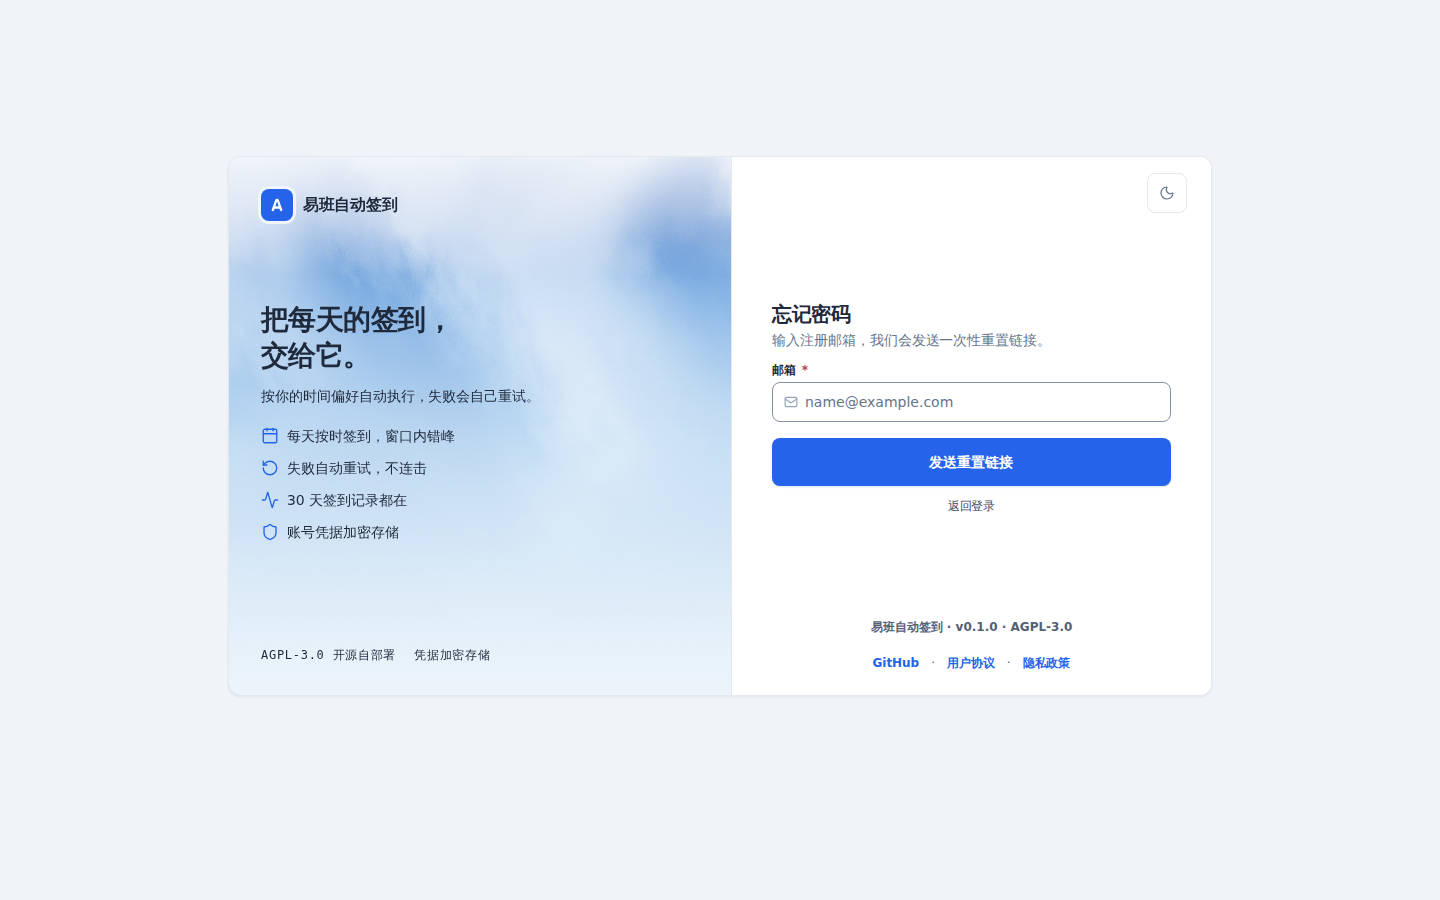 A 易班自动签到
把每天的签到，
交给它。
按你的时间偏好自动执行，失败会自己重试。
每天按时签到，窗口内错峰
失败自动重试，不连击
30 天签到记录都在
账号凭据加密存储
AGPL-3.0 开源自部署 凭据加密存储
忘记密码
输入注册邮箱，我们会发送一次性重置链接。
邮箱 *
name@example.com
发送重置链接
返回登录
易班自动签到 · v0.1.0 · AGPL-3.0
GitHub · 用户协议 · 隐私政策